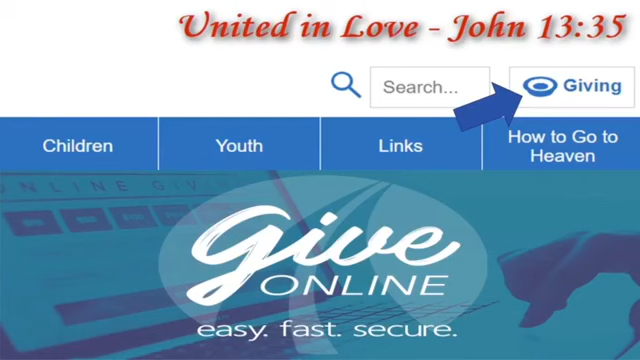 United in Love - John 13:35
Search...
Giving
Children
Youth
Links
How to Go to
Heaven
ONLINE GIVING
Give
ONLINE
easy. fast. secure.